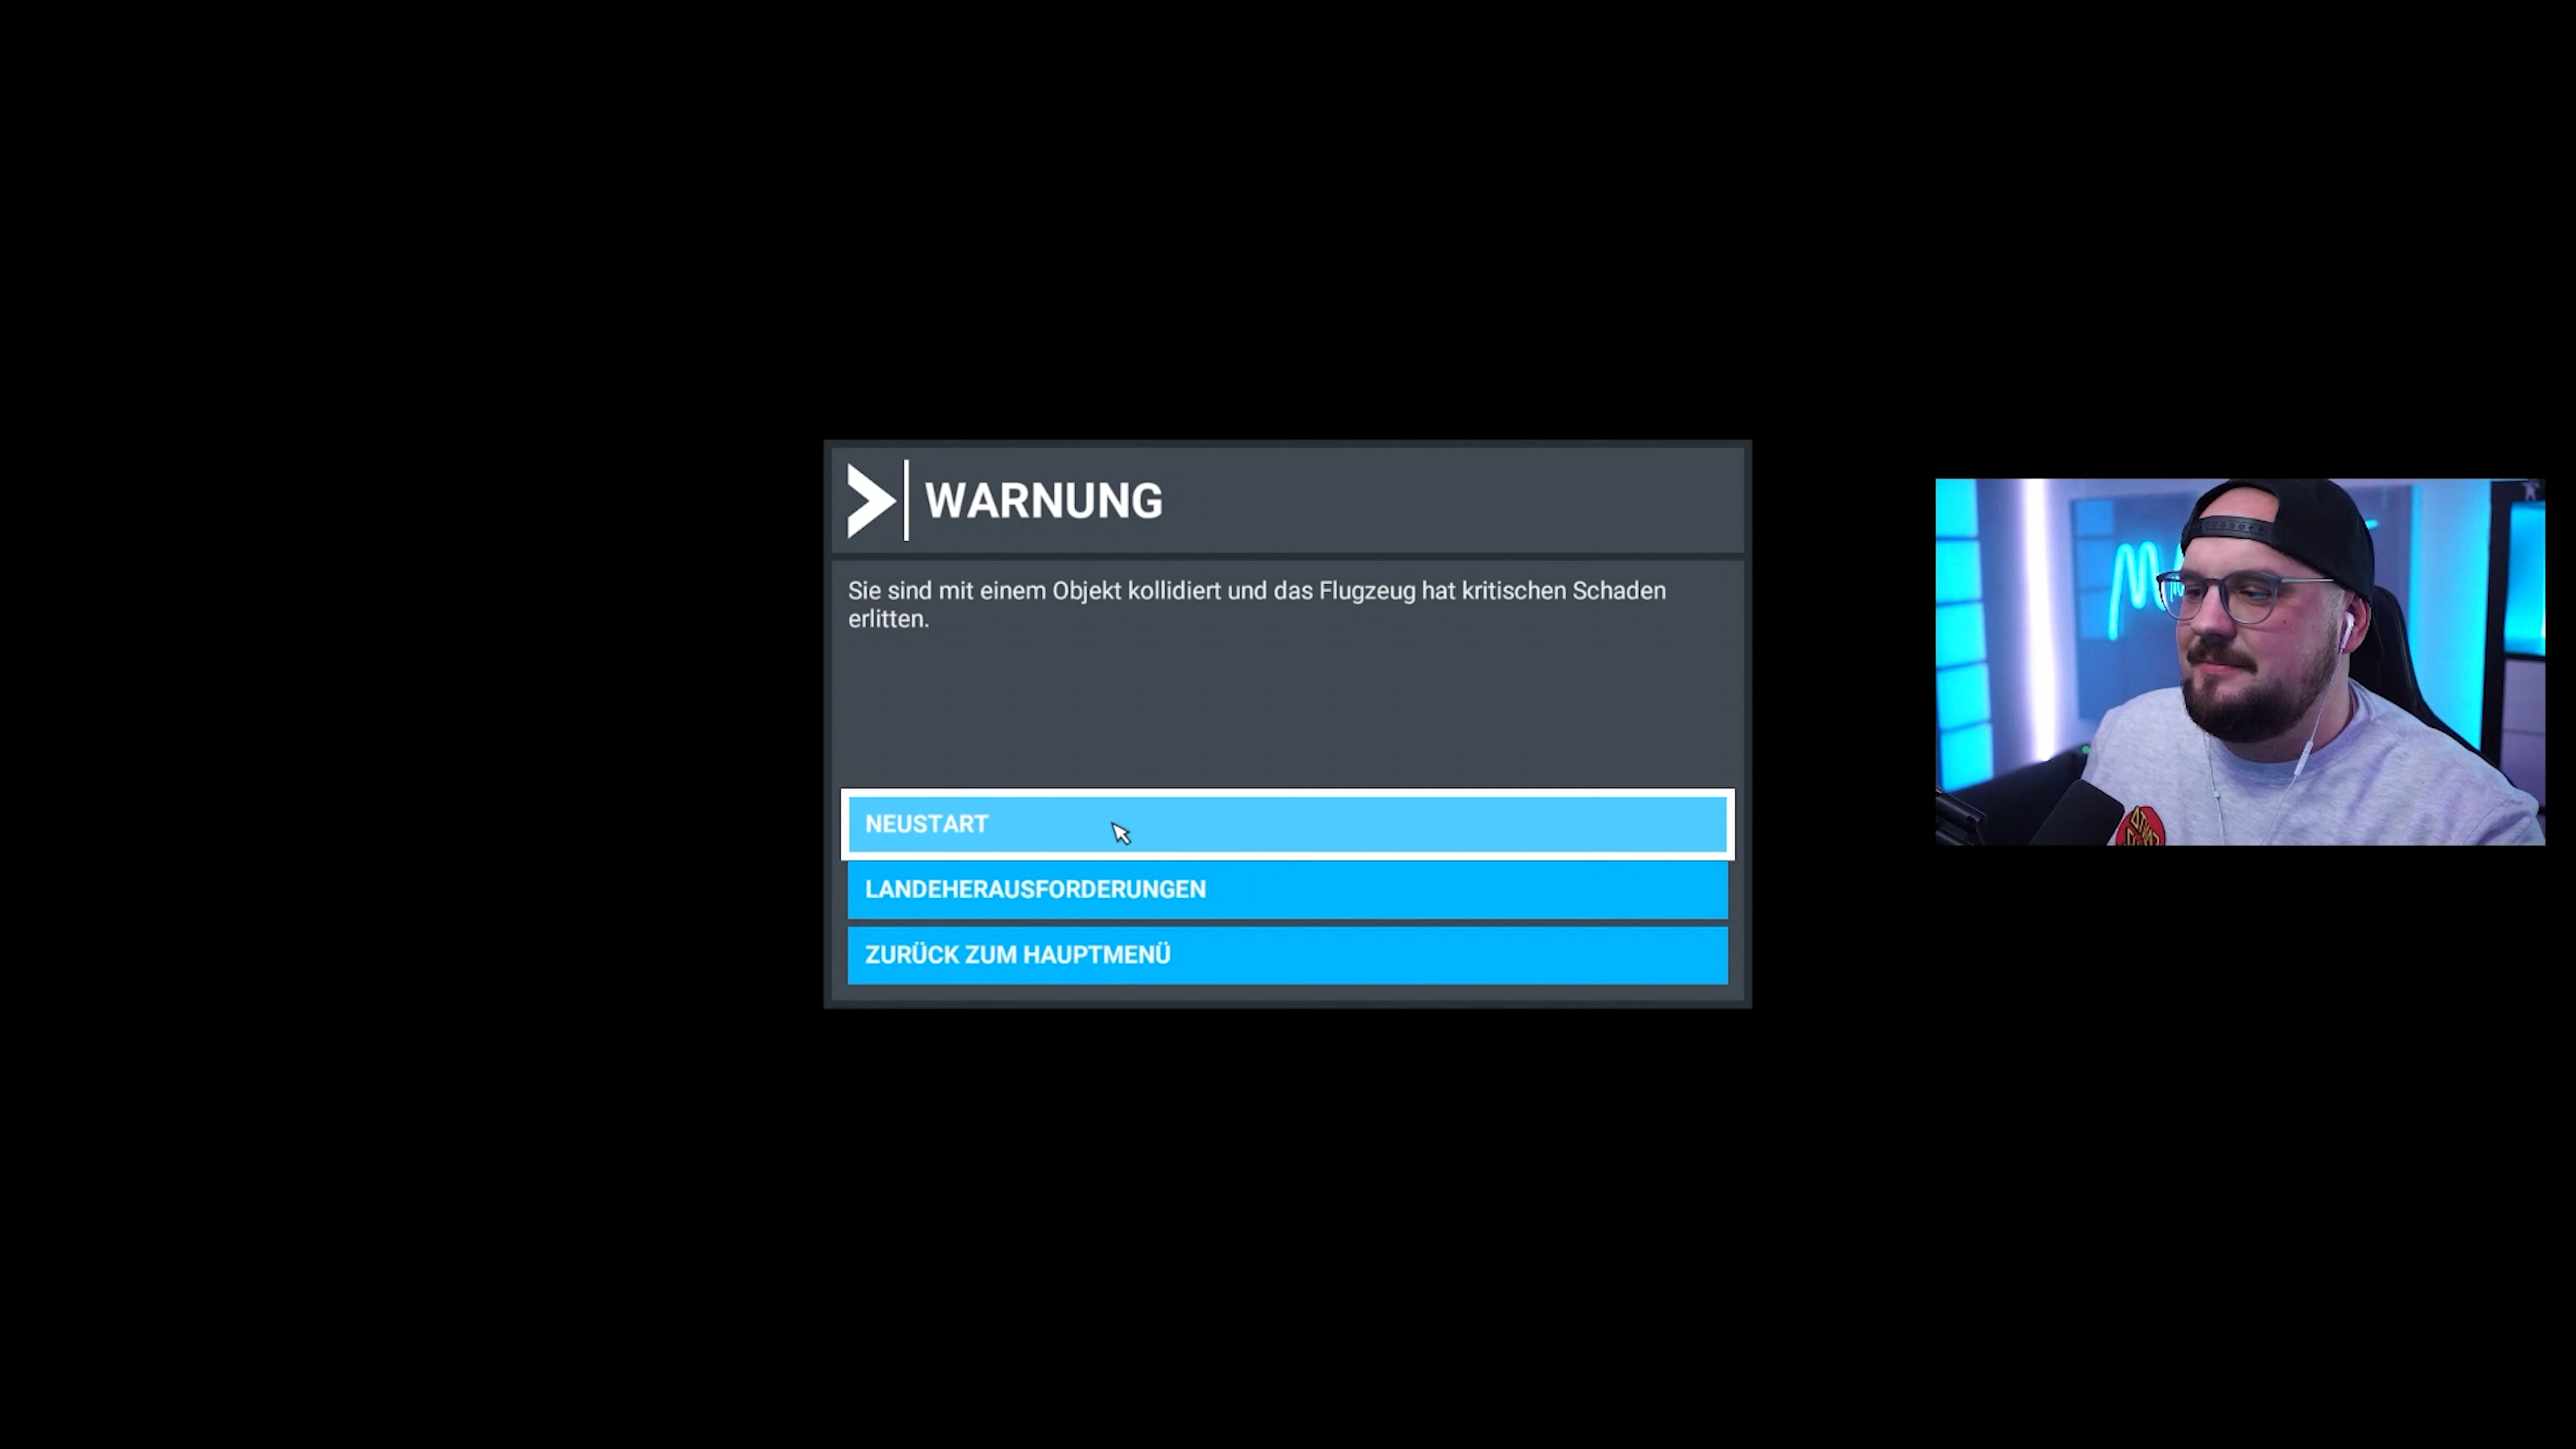 WARNUNG
Sie sind mit einem Objekt kollidiert und das Flugzeug hat kritischen Schaden
erlitten.
NEUSTART
LANDEHERAUSFORDERUNGEN
ZURÜCK ZUM HAUPTMENÜ